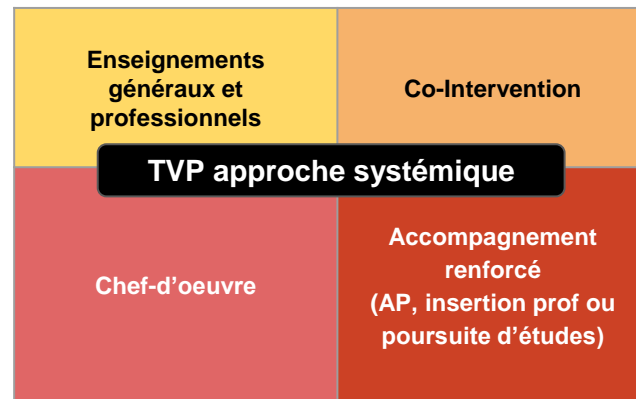 Enseignements
généraux et
professionnels
Co-Intervention
TVP approche systémique
Chef-d'oeuvre
Accompagnement
renforcé
(AP, insertion prof ou
poursuite d'études)